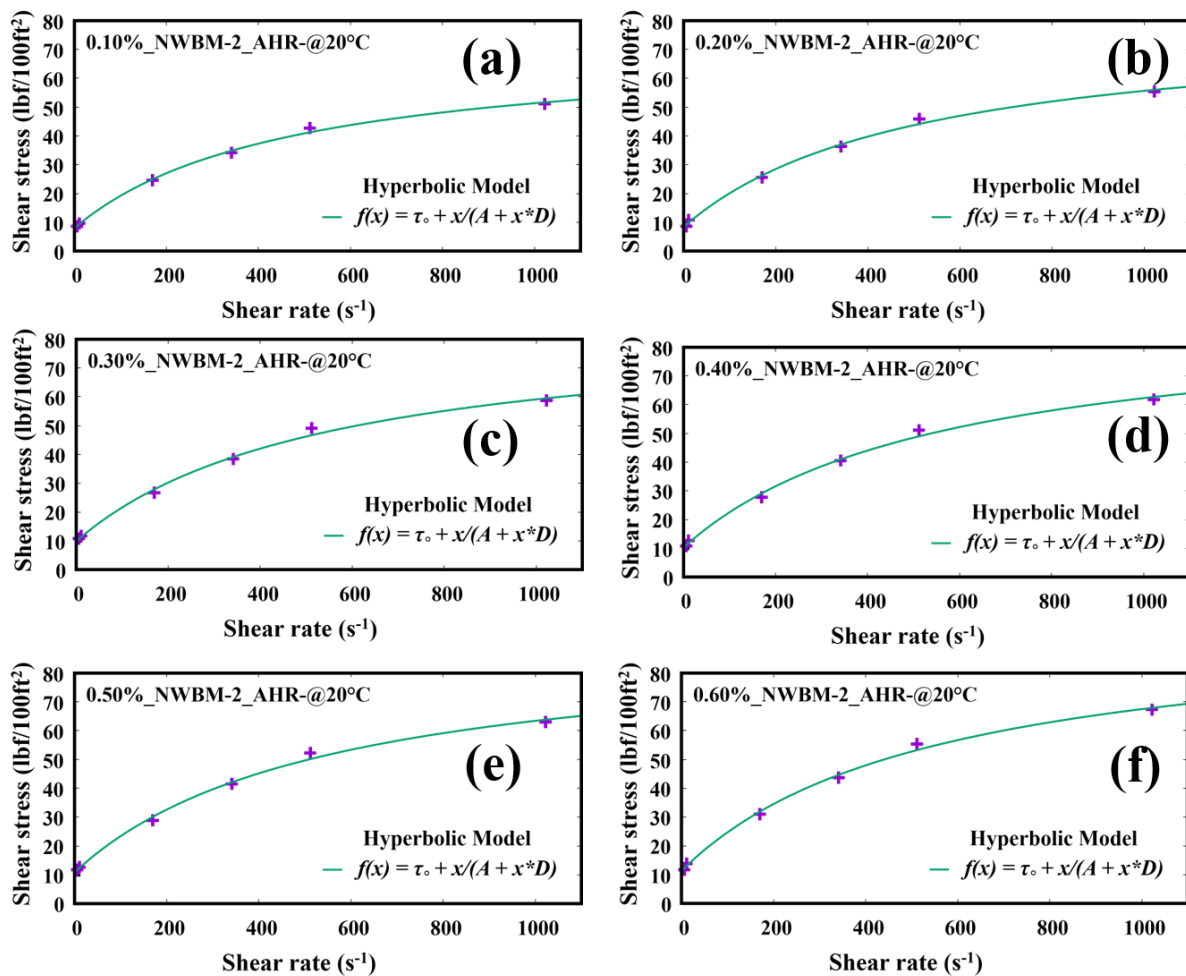 Shear stress (lbf/100ft²)
80
70
60
50
40
30
20
10
0
0.10%_NWBM-2_AHR-@20°C
(a)
Hyperbolic Model
f(x) = τ₀ + x/(A + x*D)
0 200 400 600 800 1000
Shear rate (s⁻¹)
Shear stress (lbf/100ft²)
80
70
60
50
40
30
20
10
0
0.20%_NWBM-2_AHR-@20°C
(b)
Hyperbolic Model
f(x) = τ₀ + x/(A + x*D)
0 200 400 600 800 1000
Shear rate (s⁻¹)
Shear stress (lbf/100ft²)
80
70
60
50
40
30
20
10
0
0.30%_NWBM-2_AHR-@20°C
(c)
Hyperbolic Model
f(x) = τ₀ + x/(A + x*D)
0 200 400 600 800 1000
Shear rate (s⁻¹)
Shear stress (lbf/100ft²)
80
70
60
50
40
30
20
10
0
0.40%_NWBM-2_AHR-@20°C
(d)
Hyperbolic Model
f(x) = τ₀ + x/(A + x*D)
0 200 400 600 800 1000
Shear rate (s⁻¹)
Shear stress (lbf/100ft²)
80
70
60
50
40
30
20
10
0
0.50%_NWBM-2_AHR-@20°C
(e)
Hyperbolic Model
f(x) = τ₀ + x/(A + x*D)
0 200 400 600 800 1000
Shear rate (s⁻¹)
Shear stress (lbf/100ft²)
80
70
60
50
40
30
20
10
0
0.60%_NWBM-2_AHR-@20°C
(f)
Hyperbolic Model
f(x) = τ₀ + x/(A + x*D)
0 200 400 600 800 1000
Shear rate (s⁻¹)